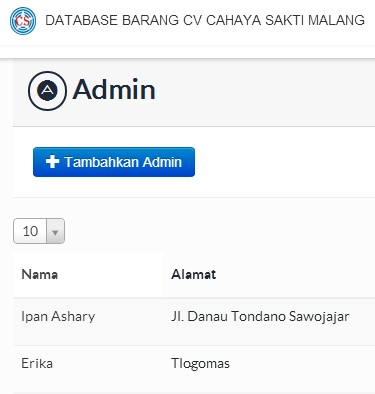 CS
DATABASE BARANG CV CAHAYA SAKTI MALANG
A Admin
+ Tambahkan Admin
10
Nama Alamat
Ipan Ashary Jl. Danau Tondano Sawojajar
Erika Tlogomas